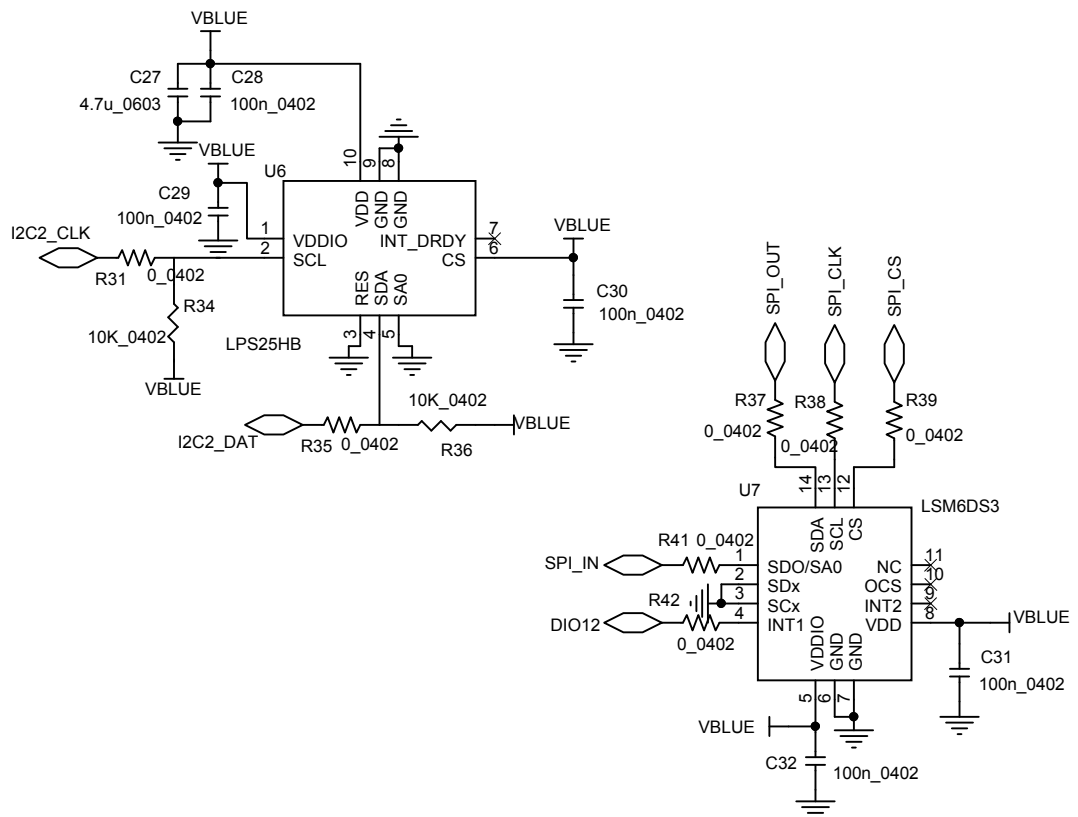 VBLUE
C27
C28
4.7u_0603
100n_0402
VBLUE
U6
10
9
8
C29
100n_0402
VDD
GND
GND
I2C2_CLK
1
VDDIO
INT_DRDY
7
VBLUE
2
SCL
CS
6
R31
0_0402
R34
10K_0402
RES
SDA
SA0
C30
100n_0402
3
4
5
LPS25HB
VBLUE
10K_0402
I2C2_DAT
R35
0_0402
R36
VBLUE
SPI_OUT
SPI_CLK
SPI_CS
R37
R38
R39
0_0402
0_0402
0_0402
U7
14
13
12
LSM6DS3
SDA
SCL
CS
R41
0_0402
SPI_IN
1
SDO/SA0
NC
11
2
SDx
OCS
10
R42
3
SCx
INT2
9
DIO12
4
INT1
VDD
8
VBLUE
0_0402
VDDIO
GND
GND
C31
100n_0402
5
6
7
VBLUE
C32
100n_0402